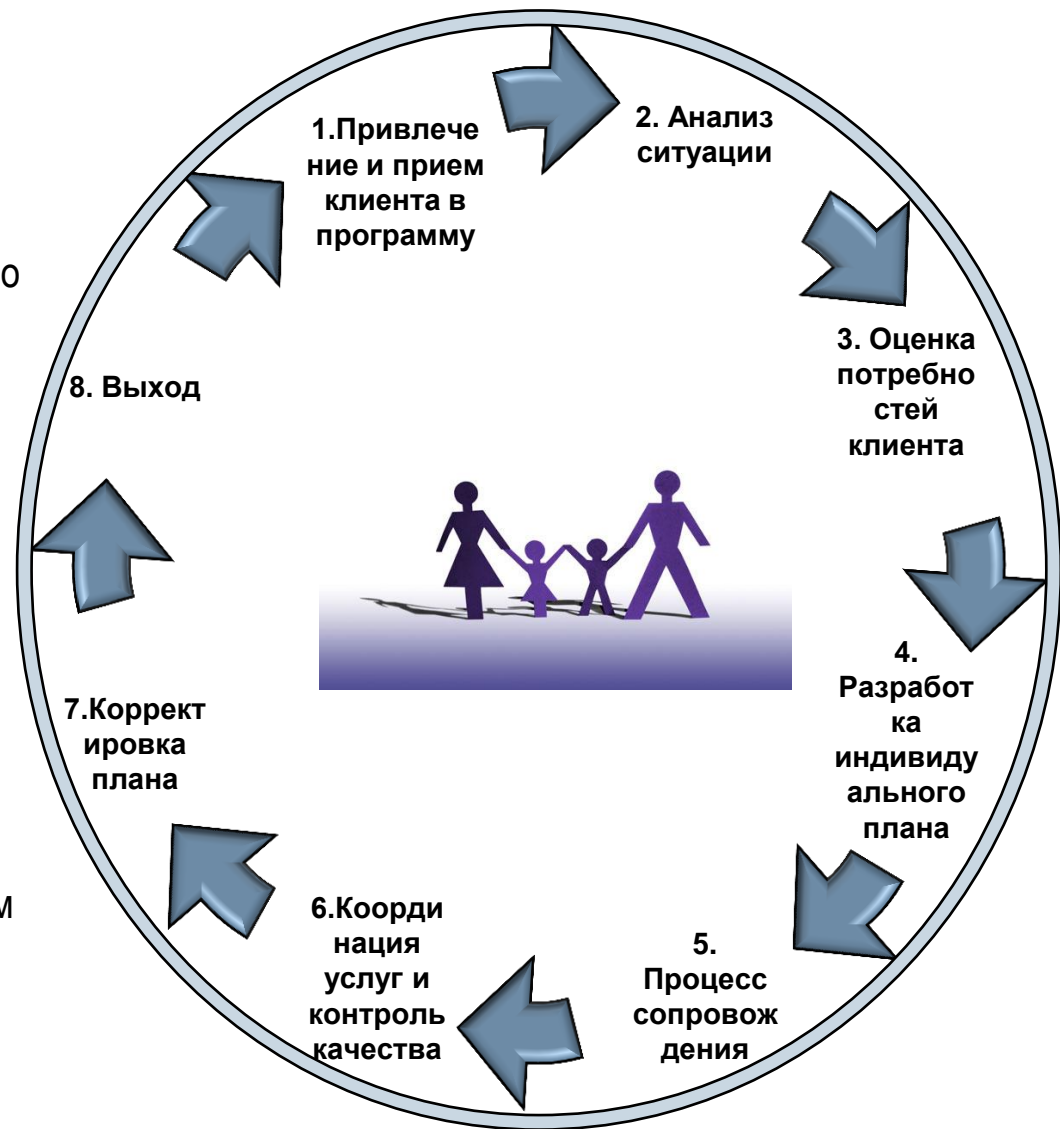 1.Привлече
ние и прием
клиента в
программу
2. Анализ
ситуации
3. Оценка
потребно
стей
клиента
4.
Разработ
ка
индивиду
ального
плана
5.
Процесс
сопровож
дения
6.Коорди
нация
услуг и
контроль
качества
7.Коррект
ировка
плана
8. Выход
о
м